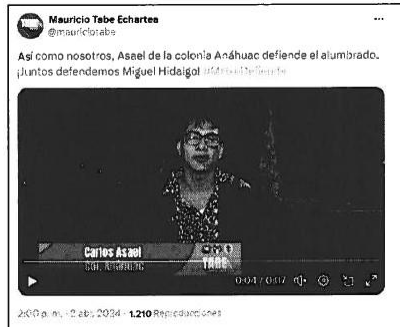 Mauricio Tabe Echartea
@mauriciotabe
Así como nosotros, Asael de la colonia Anáhuac defiende el alumbrado.
¡Juntos defendemos Miguel Hidalgo!
Carlos Asael
COL. ANÁHUAC
TABE
0:04 / 0:07
2:00 p. m. · 2 abr. 2024 · 1,210 Reproducciones